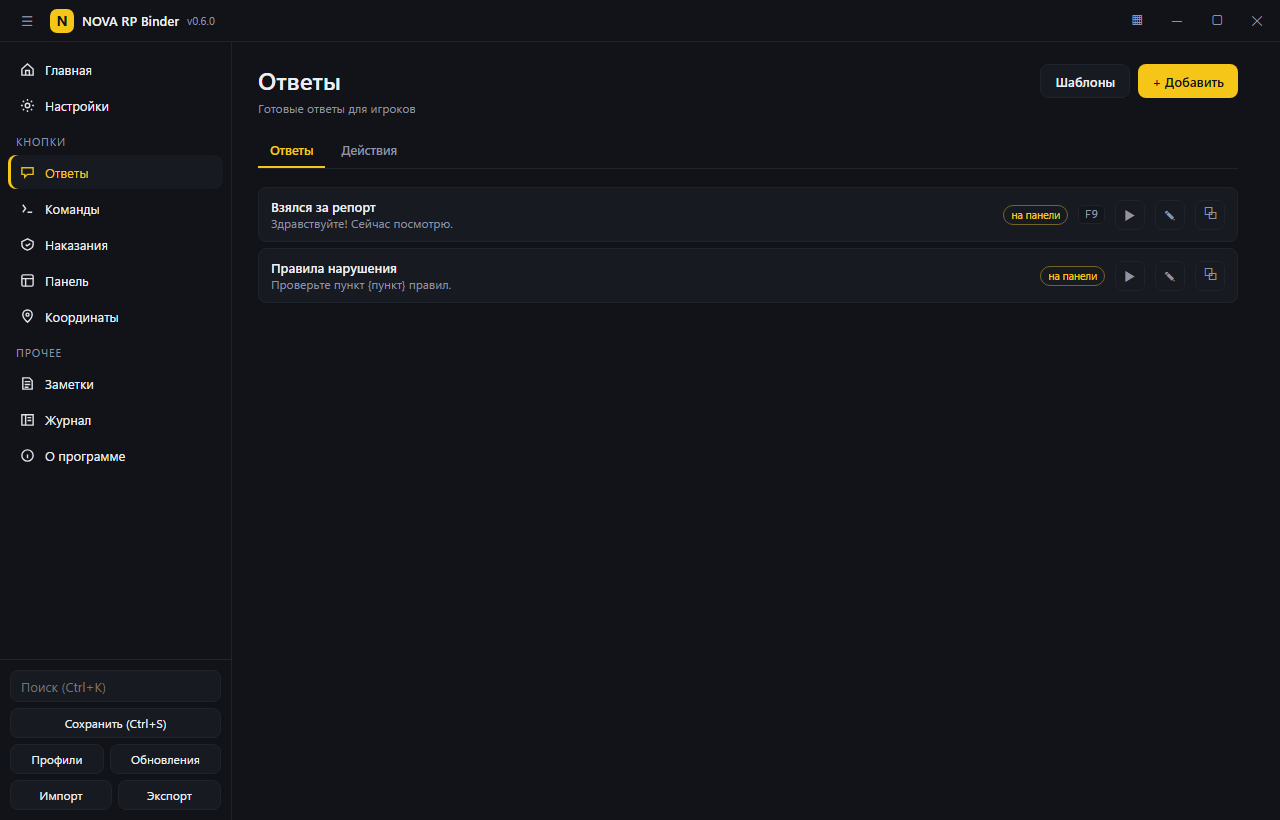 N NOVA RP Binder v0.6.0
Главная
Настройки
КНОПКИ
Ответы
Команды
Наказания
Панель
Координаты
ПРОЧЕЕ
Заметки
Журнал
О программе
Поиск (Ctrl+K)
Сохранить (Ctrl+S)
Профили Обновления
Импорт Экспорт
Ответы
Готовые ответы для игроков
Шаблоны + Добавить
Ответы Действия
Взялся за репорт
Здравствуйте! Сейчас посмотрю.
на панели F9
Правила нарушения
Проверьте пункт {пункт} правил.
на панели